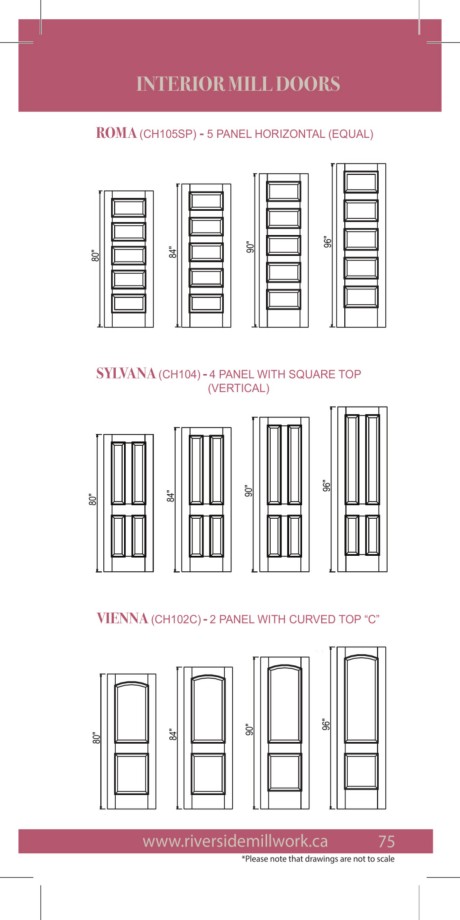 INTERIOR MILL DOORS
ROMA (CH105SP) - 5 PANEL HORIZONTAL (EQUAL)
80" 84" 90" 96"
SYLVANA (CH104) - 4 PANEL WITH SQUARE TOP
(VERTICAL)
80" 84" 90" 96"
VIENNA (CH102C) - 2 PANEL WITH CURVED TOP “C”
80" 84" 90" 96"
www.riversidemillwork.ca 75
*Please note that drawings are not to scale